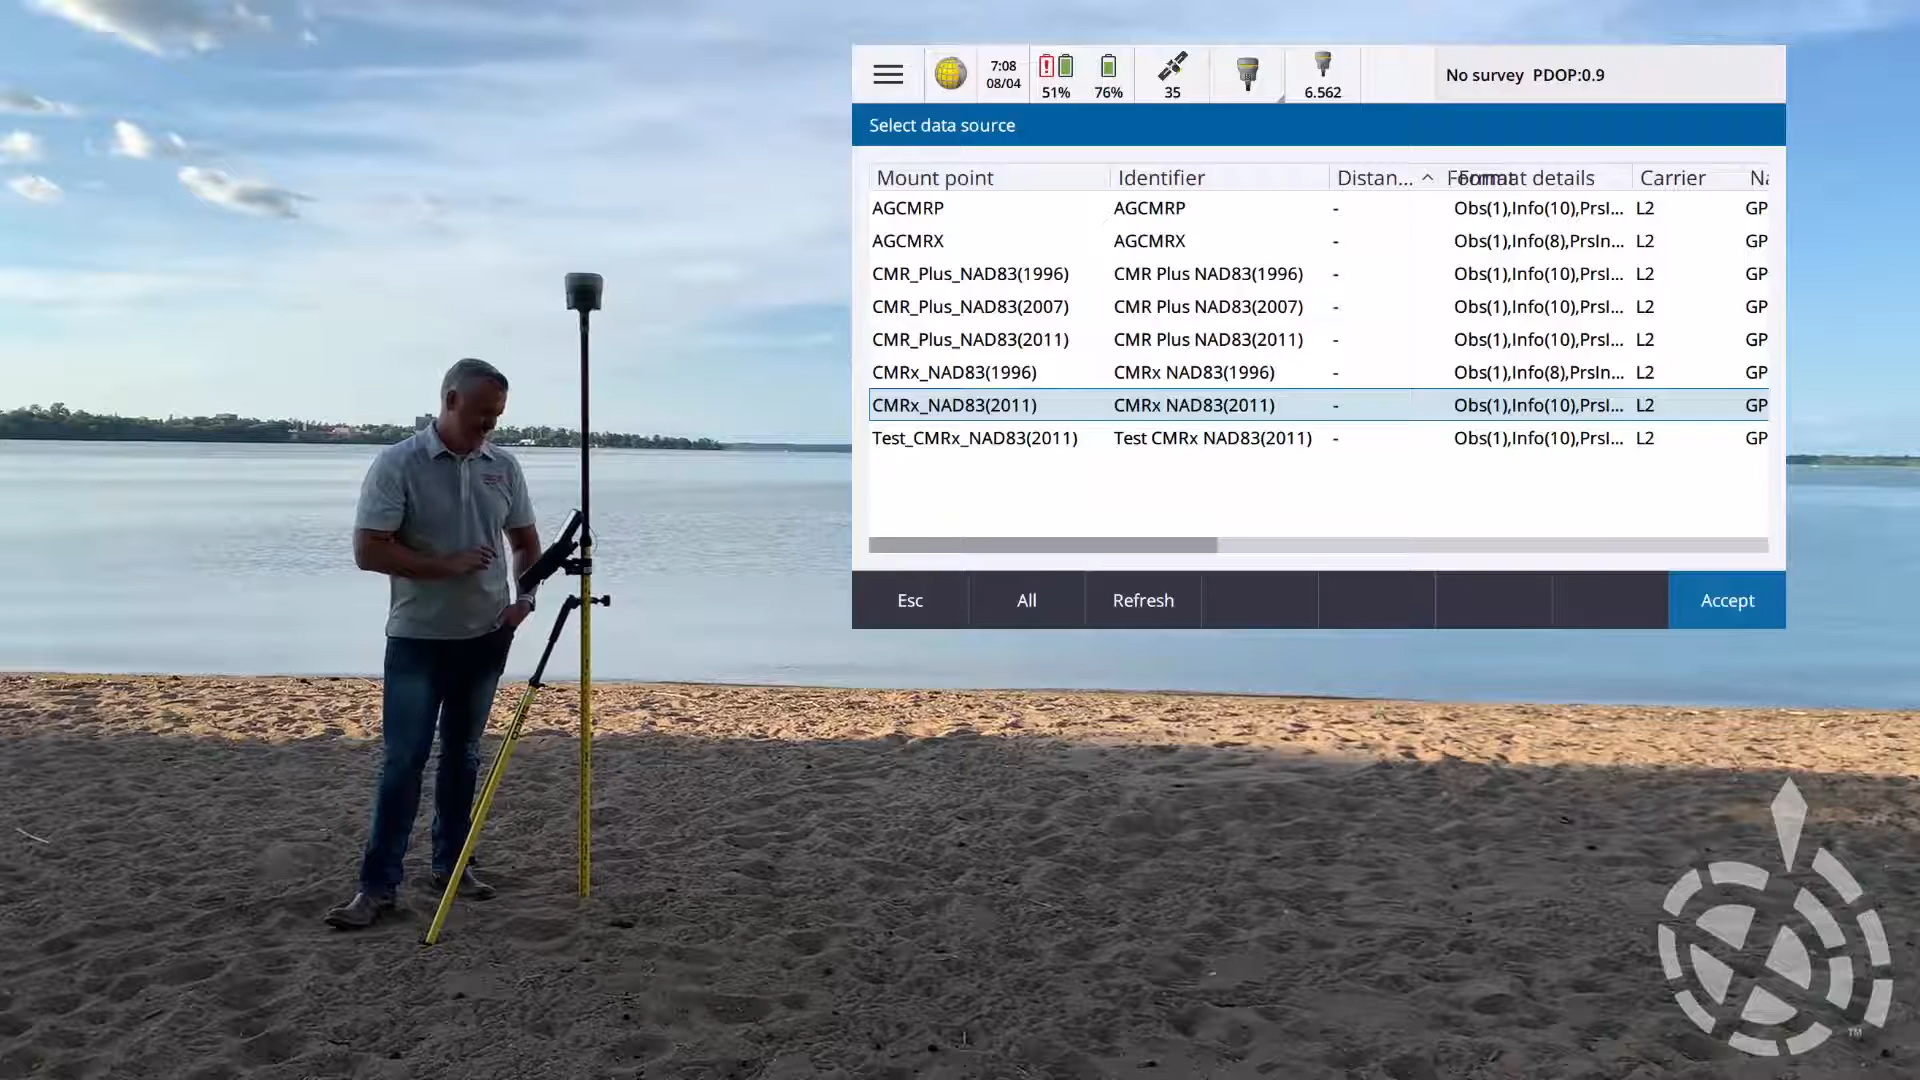 7:08
08/04
51%
76%
35
6.562
No survey PDOP:0.9
Select data source
Mount point Identifier Distan... Format details Carrier Na
AGCMRP AGCMRP - Obs(1),Info(10),PrsI... L2 GP
AGCMRX AGCMRX - Obs(1),Info(8),PrsIn... L2 GP
CMR_Plus_NAD83(1996) CMR Plus NAD83(1996) - Obs(1),Info(10),PrsI... L2 GP
CMR_Plus_NAD83(2007) CMR Plus NAD83(2007) - Obs(1),Info(10),PrsI... L2 GP
CMR_Plus_NAD83(2011) CMR Plus NAD83(2011) - Obs(1),Info(10),PrsI... L2 GP
CMRx_NAD83(1996) CMRx NAD83(1996) - Obs(1),Info(8),PrsIn... L2 GP
CMRx_NAD83(2011) CMRx NAD83(2011) - Obs(1),Info(10),PrsI... L2 GP
Test_CMRx_NAD83(2011) Test CMRx NAD83(2011) - Obs(1),Info(10),PrsI... L2 GP
Esc All Refresh Accept
TM